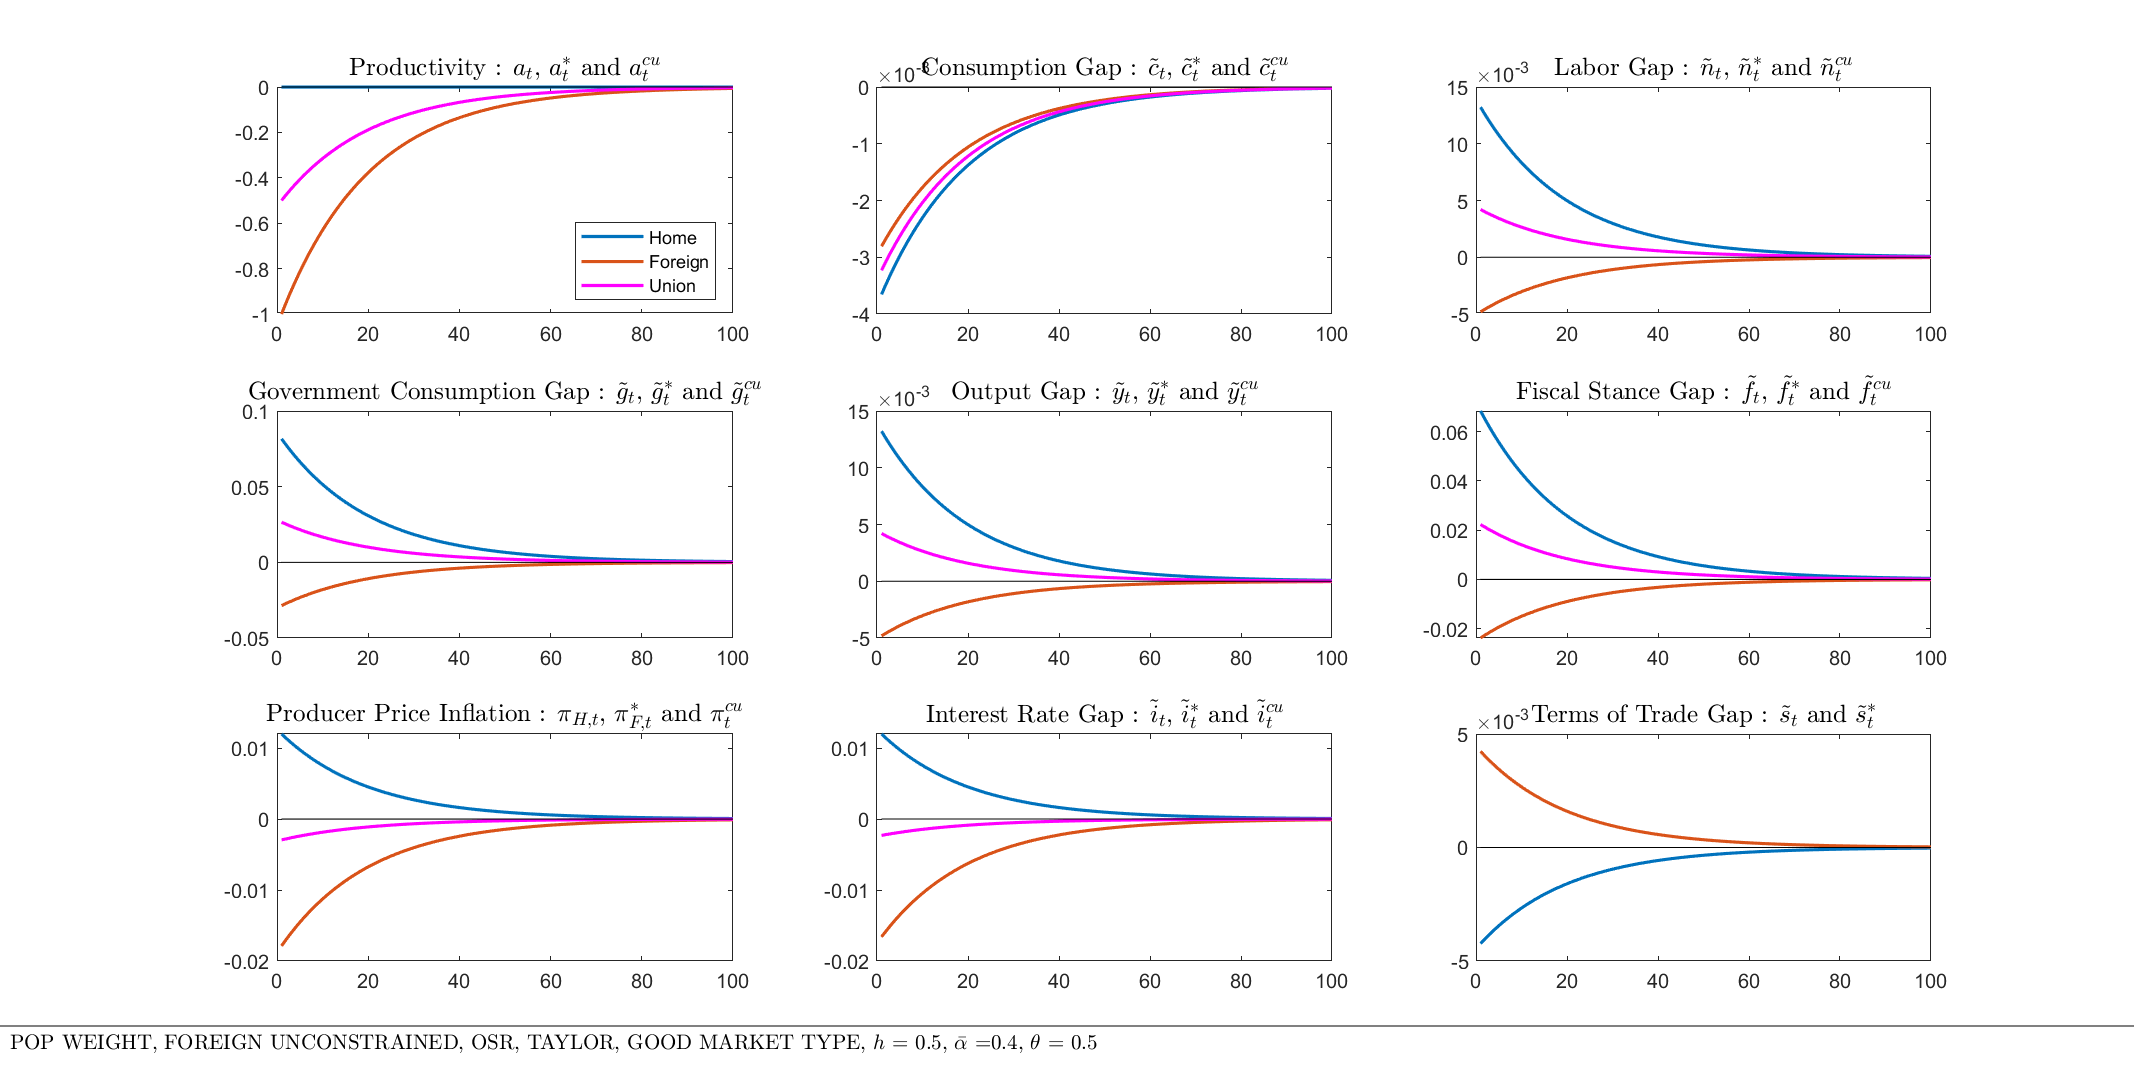 Productivity : a_t, a_t^* and a_t^{cu}
0
-0.2
-0.4
-0.6
-0.8
-1
0 20 40 60 80 100
Home
Foreign
Union
Consumption Gap : c̃_t, c̃_t^* and c̃_t^{cu}
×10^{-3}
0
-1
-2
-3
-4
0 20 40 60 80 100
Labor Gap : ñ_t, ñ_t^* and ñ_t^{cu}
×10^{-3}
15
10
5
0
-5
0 20 40 60 80 100
Government Consumption Gap : g̃_t, g̃_t^* and g̃_t^{cu}
0.1
0.05
0
-0.05
0 20 40 60 80 100
Output Gap : ỹ_t, ỹ_t^* and ỹ_t^{cu}
×10^{-3}
15
10
5
0
-5
0 20 40 60 80 100
Fiscal Stance Gap : f̃_t, f̃_t^* and f̃_t^{cu}
0.06
0.04
0.02
0
-0.02
0 20 40 60 80 100
Producer Price Inflation : π_{H,t}, π_{F,t}^* and π_t^{cu}
0.01
0
-0.01
-0.02
0 20 40 60 80 100
Interest Rate Gap : ĩ_t, ĩ_t^* and ĩ_t^{cu}
0.01
0
-0.01
-0.02
0 20 40 60 80 100
Terms of Trade Gap : s̃_t and s̃_t^*
×10^{-3}
5
0
-5
0 20 40 60 80 100
POP WEIGHT, FOREIGN UNCONSTRAINED, OSR, TAYLOR, GOOD MARKET TYPE, h = 0.5, ᾱ =0.4, θ = 0.5